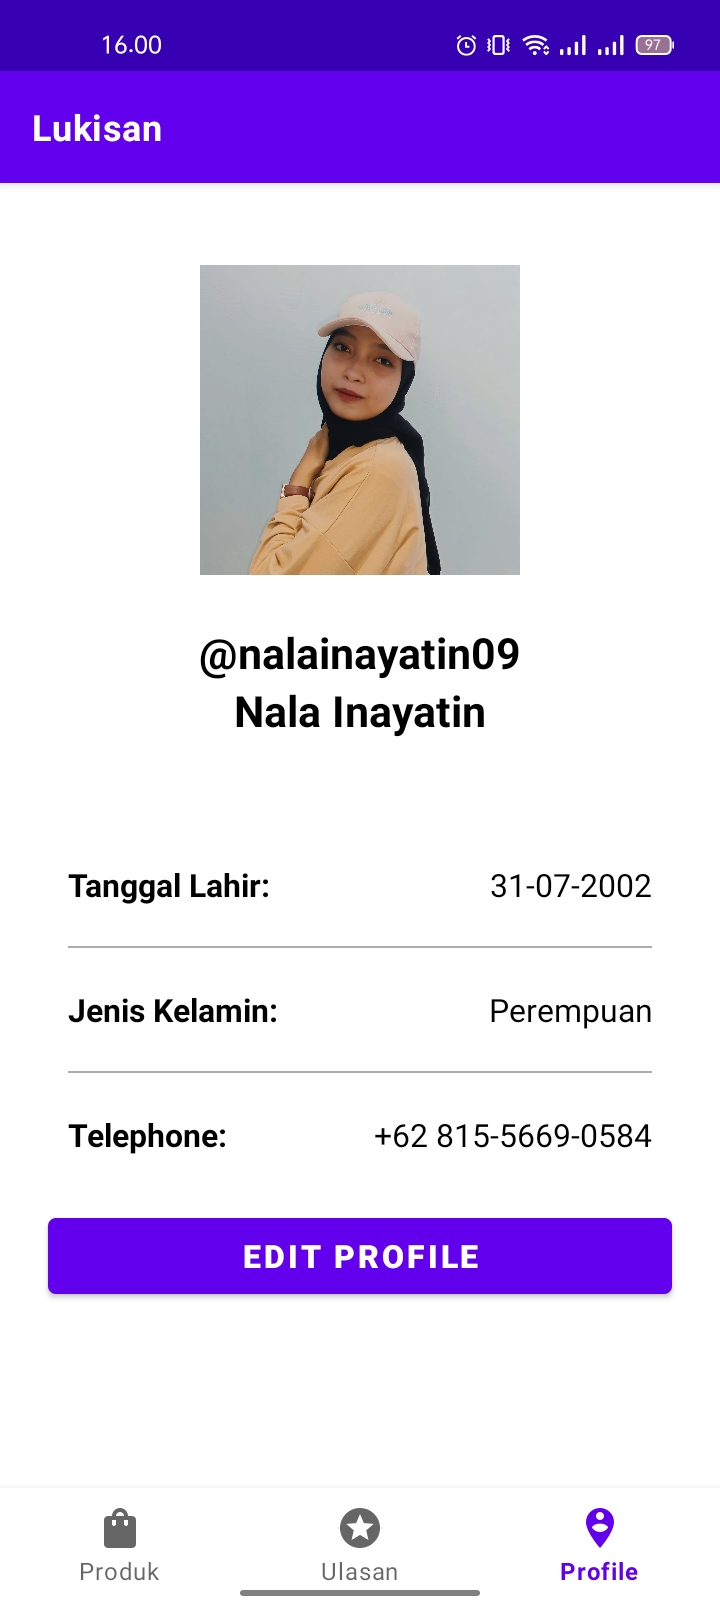 16.00
97
Lukisan
@nalainayatin09
Nala Inayatin
Tanggal Lahir: 31-07-2002
Jenis Kelamin: Perempuan
Telephone: +62 815-5669-0584
EDIT PROFILE
Produk Ulasan Profile